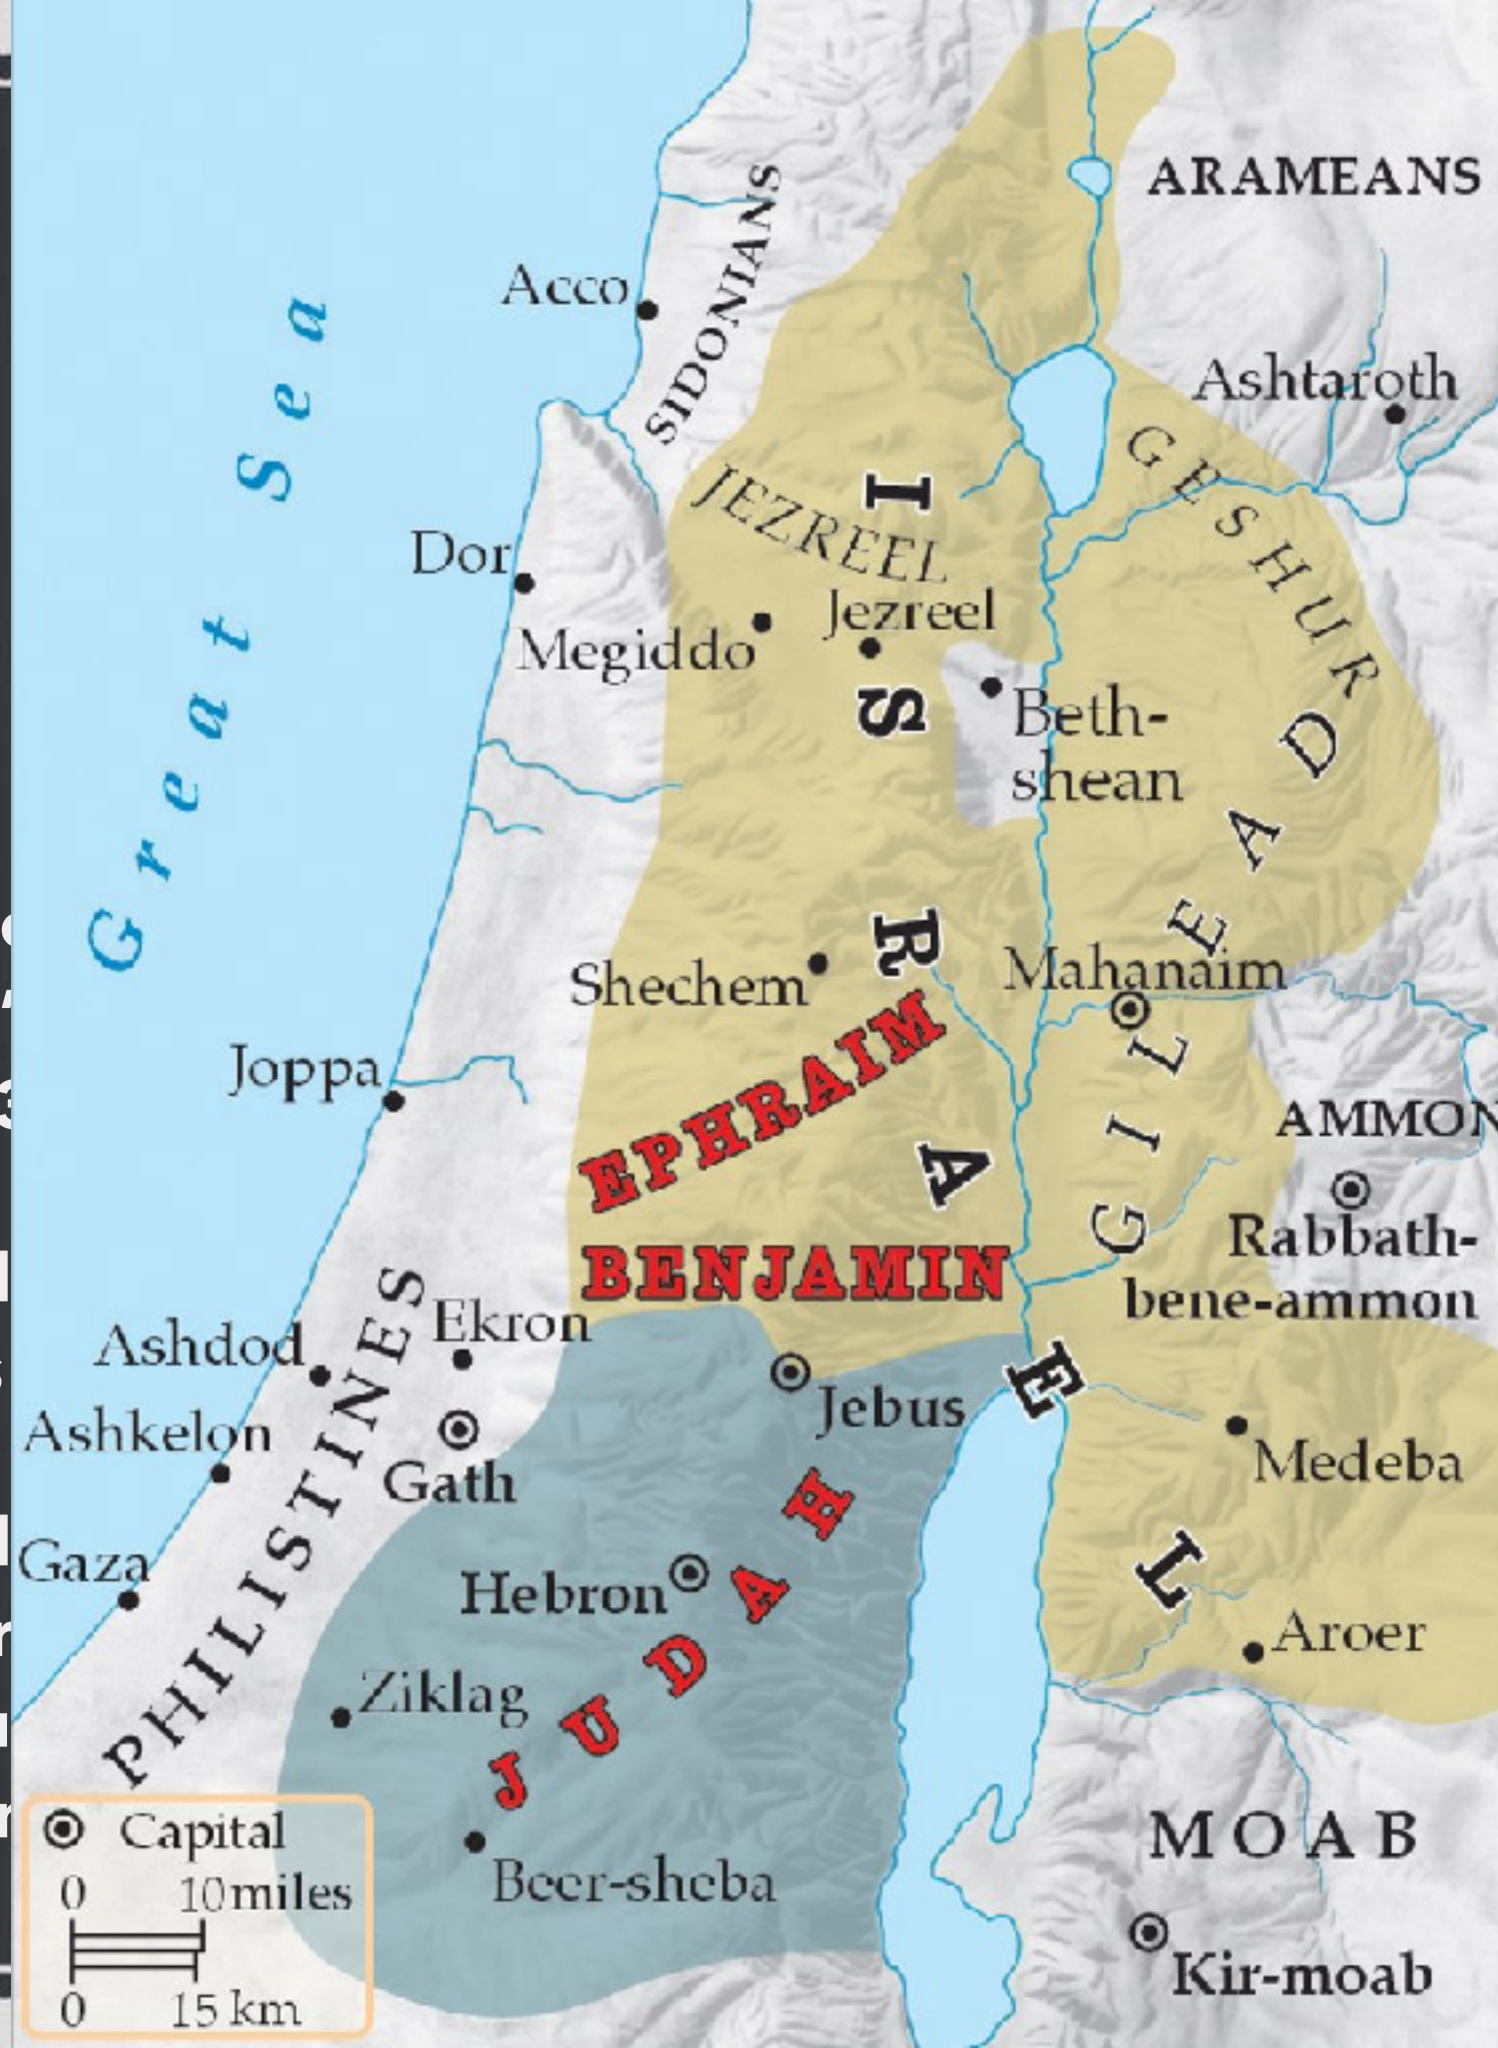 ARAMEANS
SIDONIANS
Acco
Great Sea
Ashtaroth
GESHUR
JEZREEL
Dor
Jezreel
Megiddo
Beth-
shean
ISRAEL
GILEAD
Shechem
Mahanaim
EPHRAIM
Joppa
AMMON
BENJAMIN
Rabbath-
bene-ammon
PHILISTINES
Ekron
Ashdod
Jebus
Ashkelon
Gath
Medeba
Gaza
Hebron
JUDAH
Aroer
Ziklag
Beer-sheba
MOAB
Kir-moab
Capital
0 10 miles
0 15 km